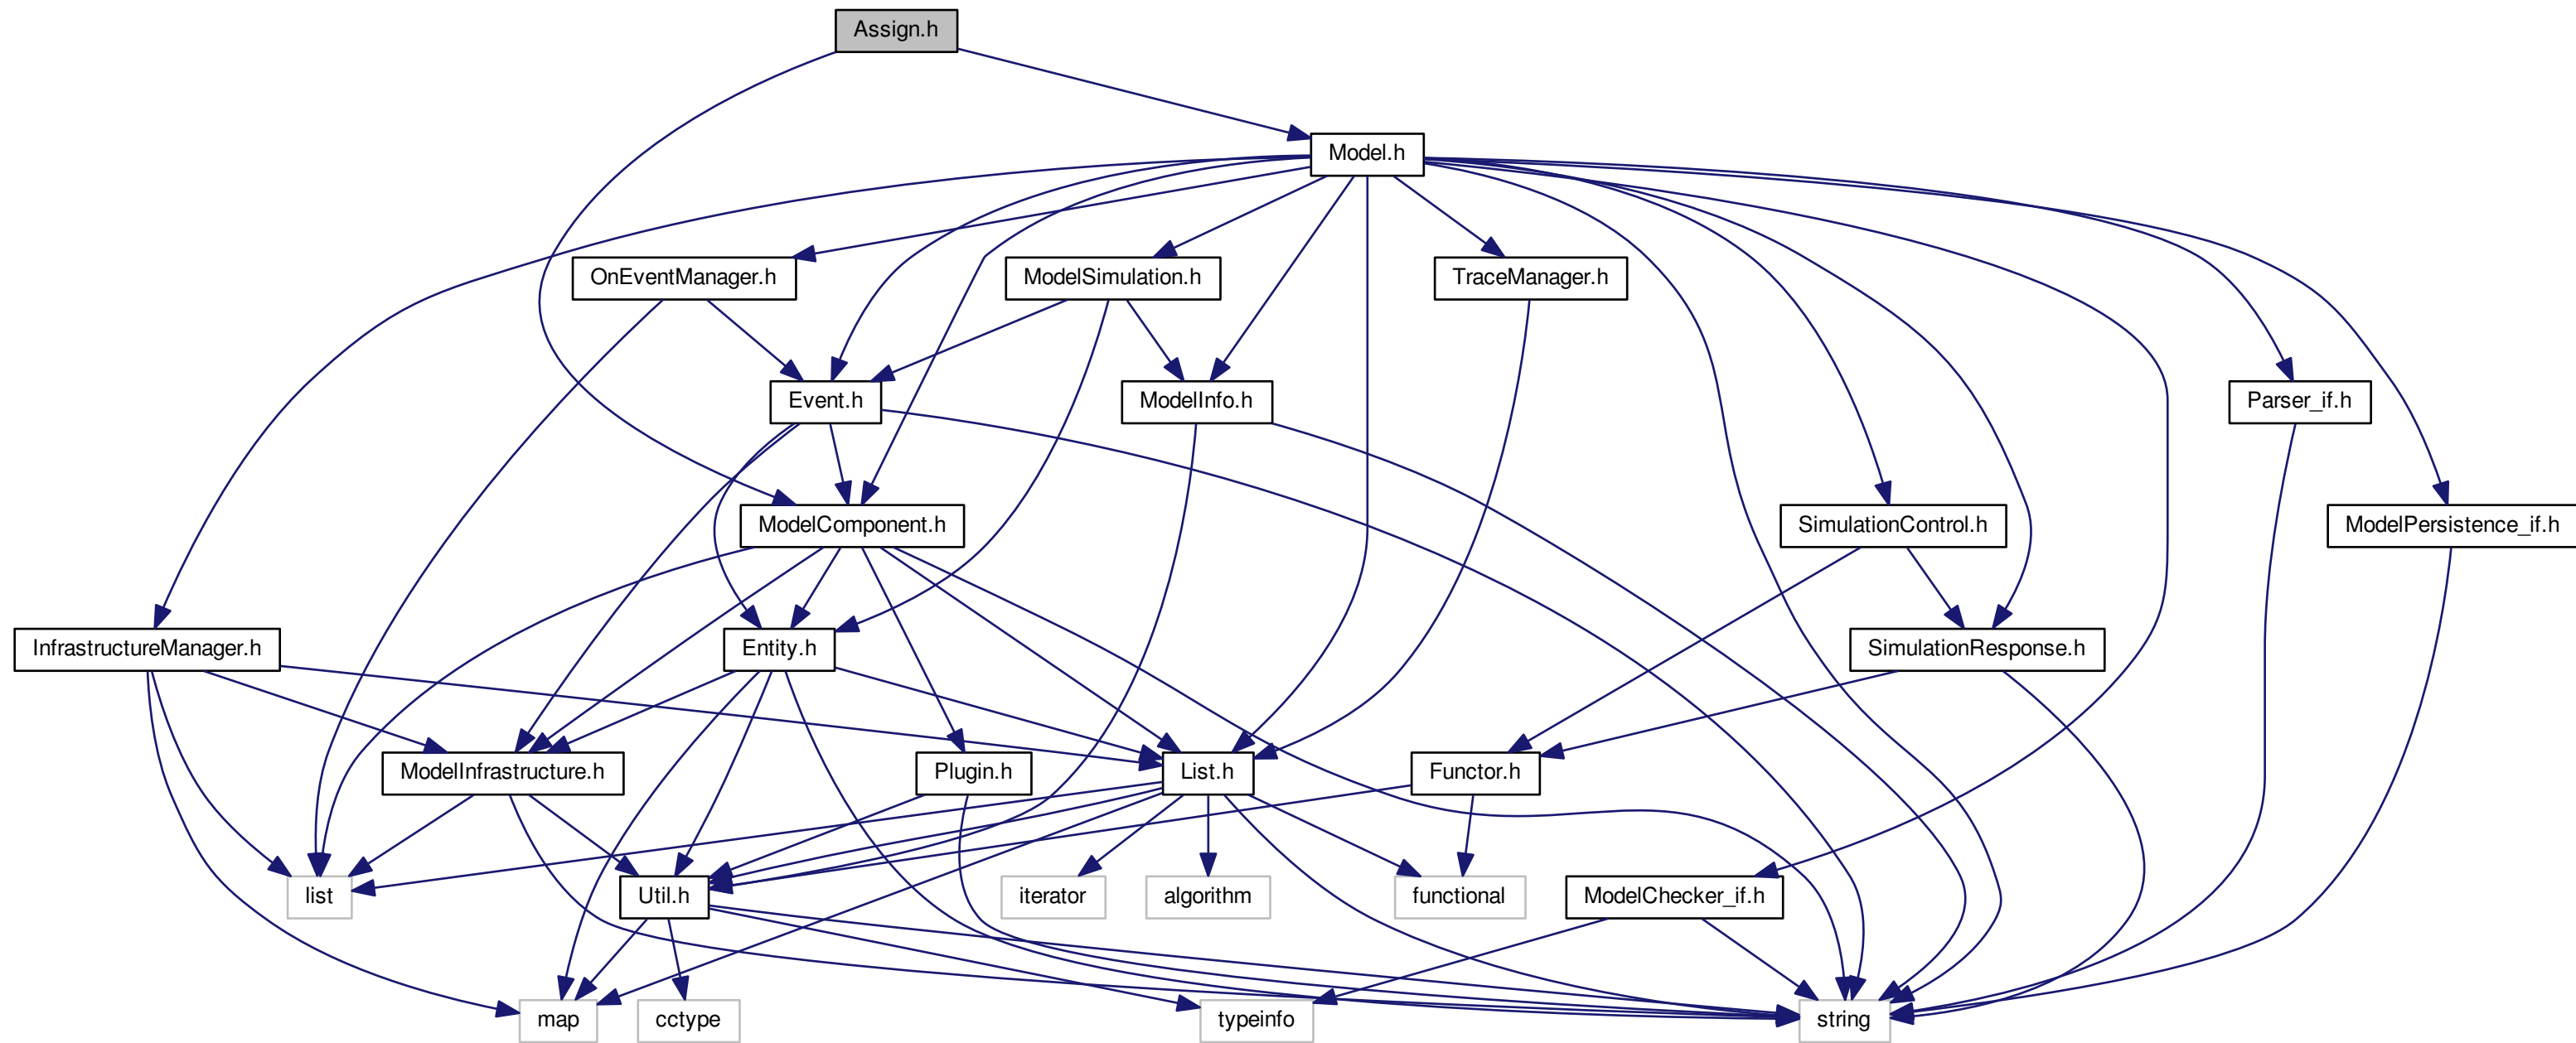 Assign.h
Model.h
OnEventManager.h
ModelSimulation.h
TraceManager.h
Event.h
ModelInfo.h
Parser_if.h
ModelComponent.h
SimulationControl.h
ModelPersistence_if.h
InfrastructureManager.h
Entity.h
SimulationResponse.h
ModelInfrastructure.h
Plugin.h
List.h
Functor.h
list
Util.h
iterator
algorithm
functional
ModelChecker_if.h
map
cctype
typeinfo
string